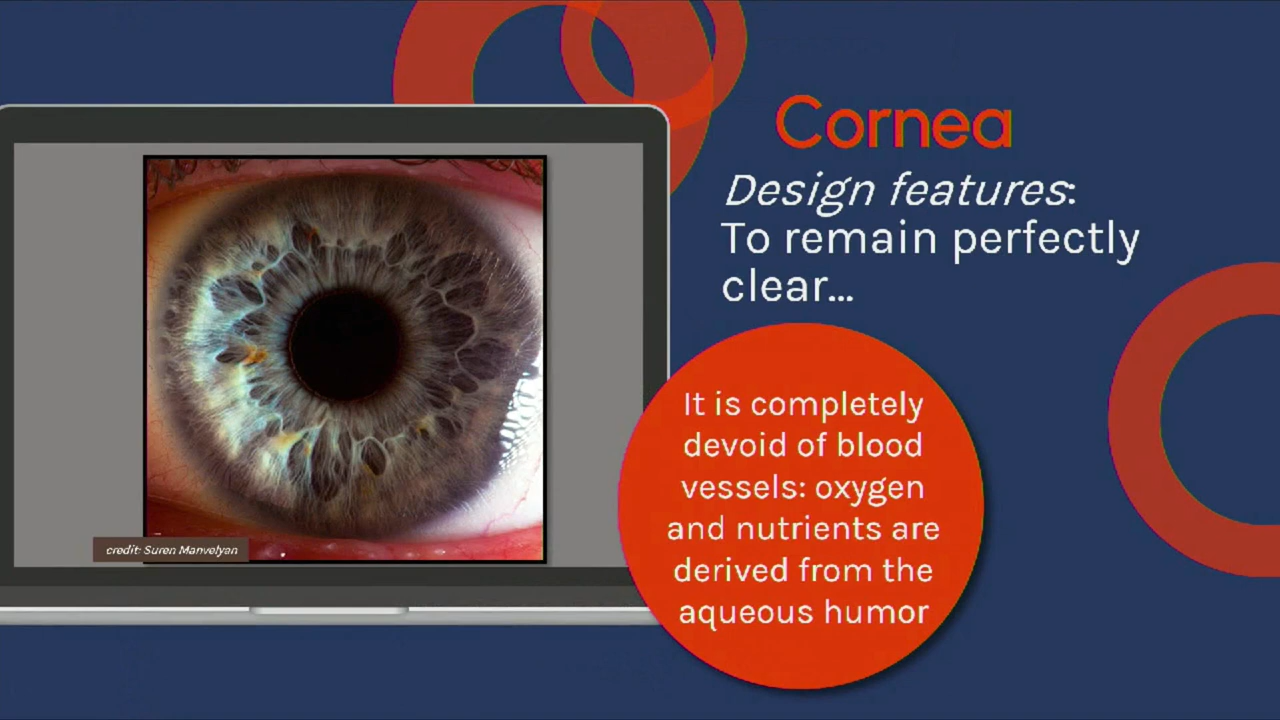 Cornea
Design features:
To remain perfectly
clear...
It is completely
devoid of blood
vessels: oxygen
and nutrients are
derived from the
aqueous humor
credit: Suren Manvelyan